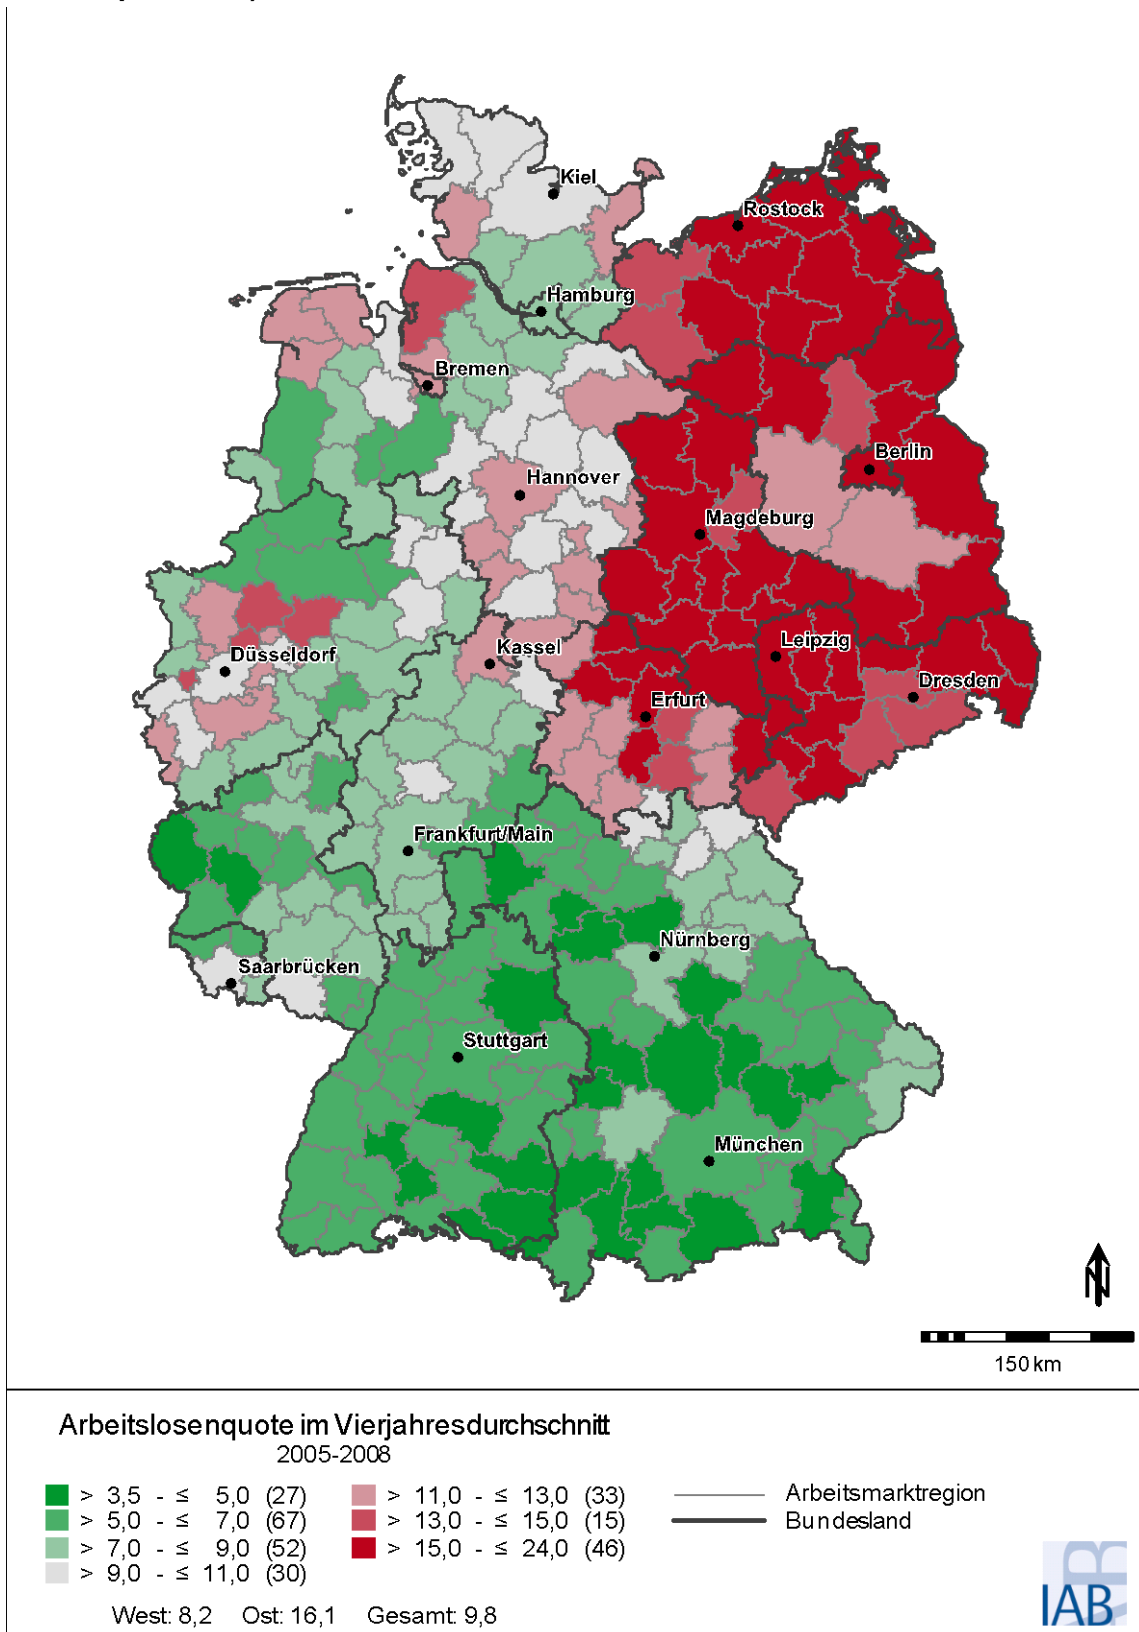 Kiel
Rostock
Hamburg
Bremen
Berlin
Hannover
Magdeburg
Düsseldorf
Kassel
Leipzig
Dresden
Erfurt
Frankfurt/Main
Nürnberg
Saarbrücken
Stuttgart
München
N
150 km
Arbeitslosenquote im Vierjahresdurchschnitt
2005-2008
> 3,5 - ≤ 5,0 (27)
> 5,0 - ≤ 7,0 (67)
> 7,0 - ≤ 9,0 (52)
> 9,0 - ≤ 11,0 (30)
> 11,0 - ≤ 13,0 (33)
> 13,0 - ≤ 15,0 (15)
> 15,0 - ≤ 24,0 (46)
Arbeitsmarktregion
Bundesland
West: 8,2 Ost: 16,1 Gesamt: 9,8
IAB